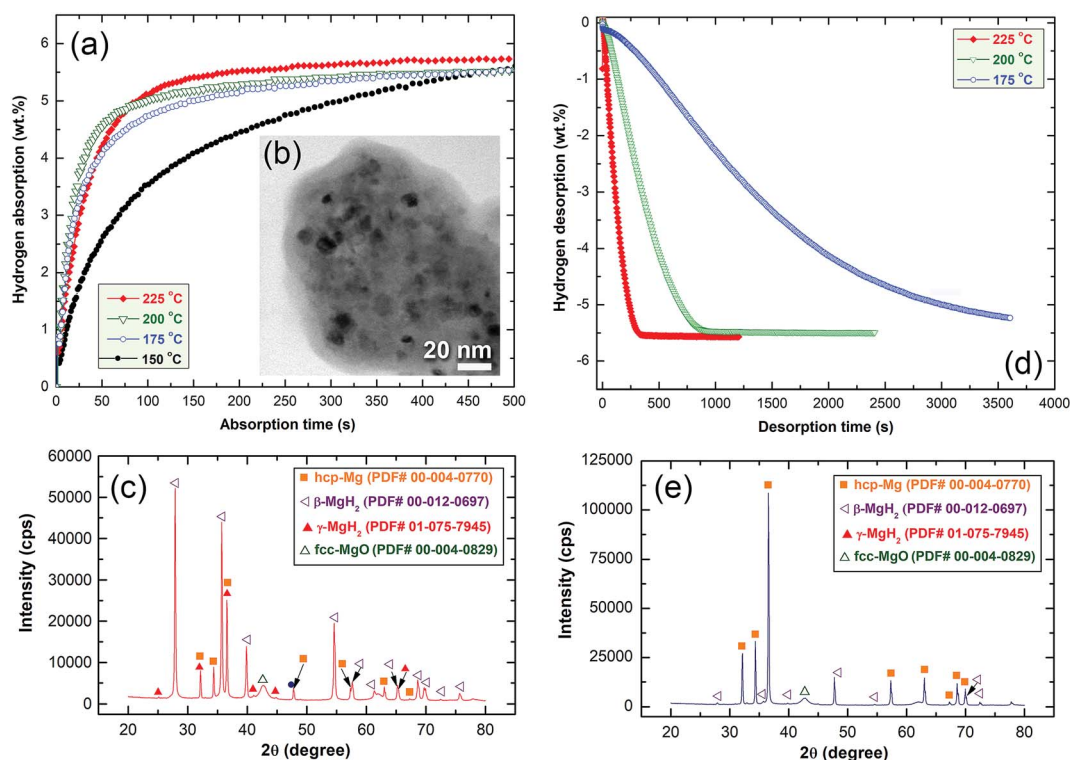 (a)
Hydrogen absorption (wt.%)
6
5
4
3
2
1
0
225 °C
200 °C
175 °C
150 °C
(b)
20 nm
0 50 100 150 200 250 300 350 400 450 500
Absorption time (s)
Hydrogen desorption (wt.%)
0
-1
-2
-3
-4
-5
-6
225 °C
200 °C
175 °C
(d)
0 500 1000 1500 2000 2500 3000 3500 4000
Desorption time (s)
(c)
Intensity (cps)
60000
50000
40000
30000
20000
10000
0
hcp-Mg (PDF# 00-004-0770)
β-MgH₂ (PDF# 00-012-0697)
γ-MgH₂ (PDF# 01-075-7945)
fcc-MgO (PDF# 00-004-0829)
20 30 40 50 60 70 80
2θ (degree)
(e)
Intensity (cps)
125000
100000
75000
50000
25000
0
hcp-Mg (PDF# 00-004-0770)
β-MgH₂ (PDF# 00-012-0697)
γ-MgH₂ (PDF# 01-075-7945)
fcc-MgO (PDF# 00-004-0829)
20 30 40 50 60 70 80
2θ (degree)